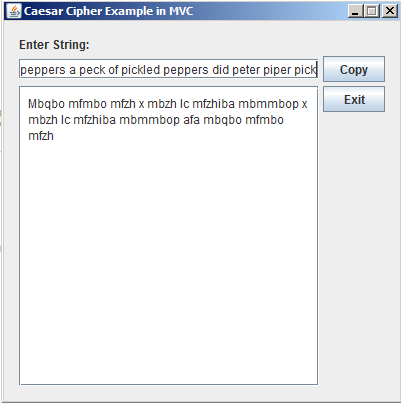 Caesar Cipher Example in MVC
Enter String:
peppers a peck of pickled peppers did peter piper pick
Copy
Exit
Mbqbo mfmbo mfzh x mbzh lc mfzhiba mbmmbop x
mbzh lc mfzhiba mbmmbop afa mbqbo mfmbo
mfzh